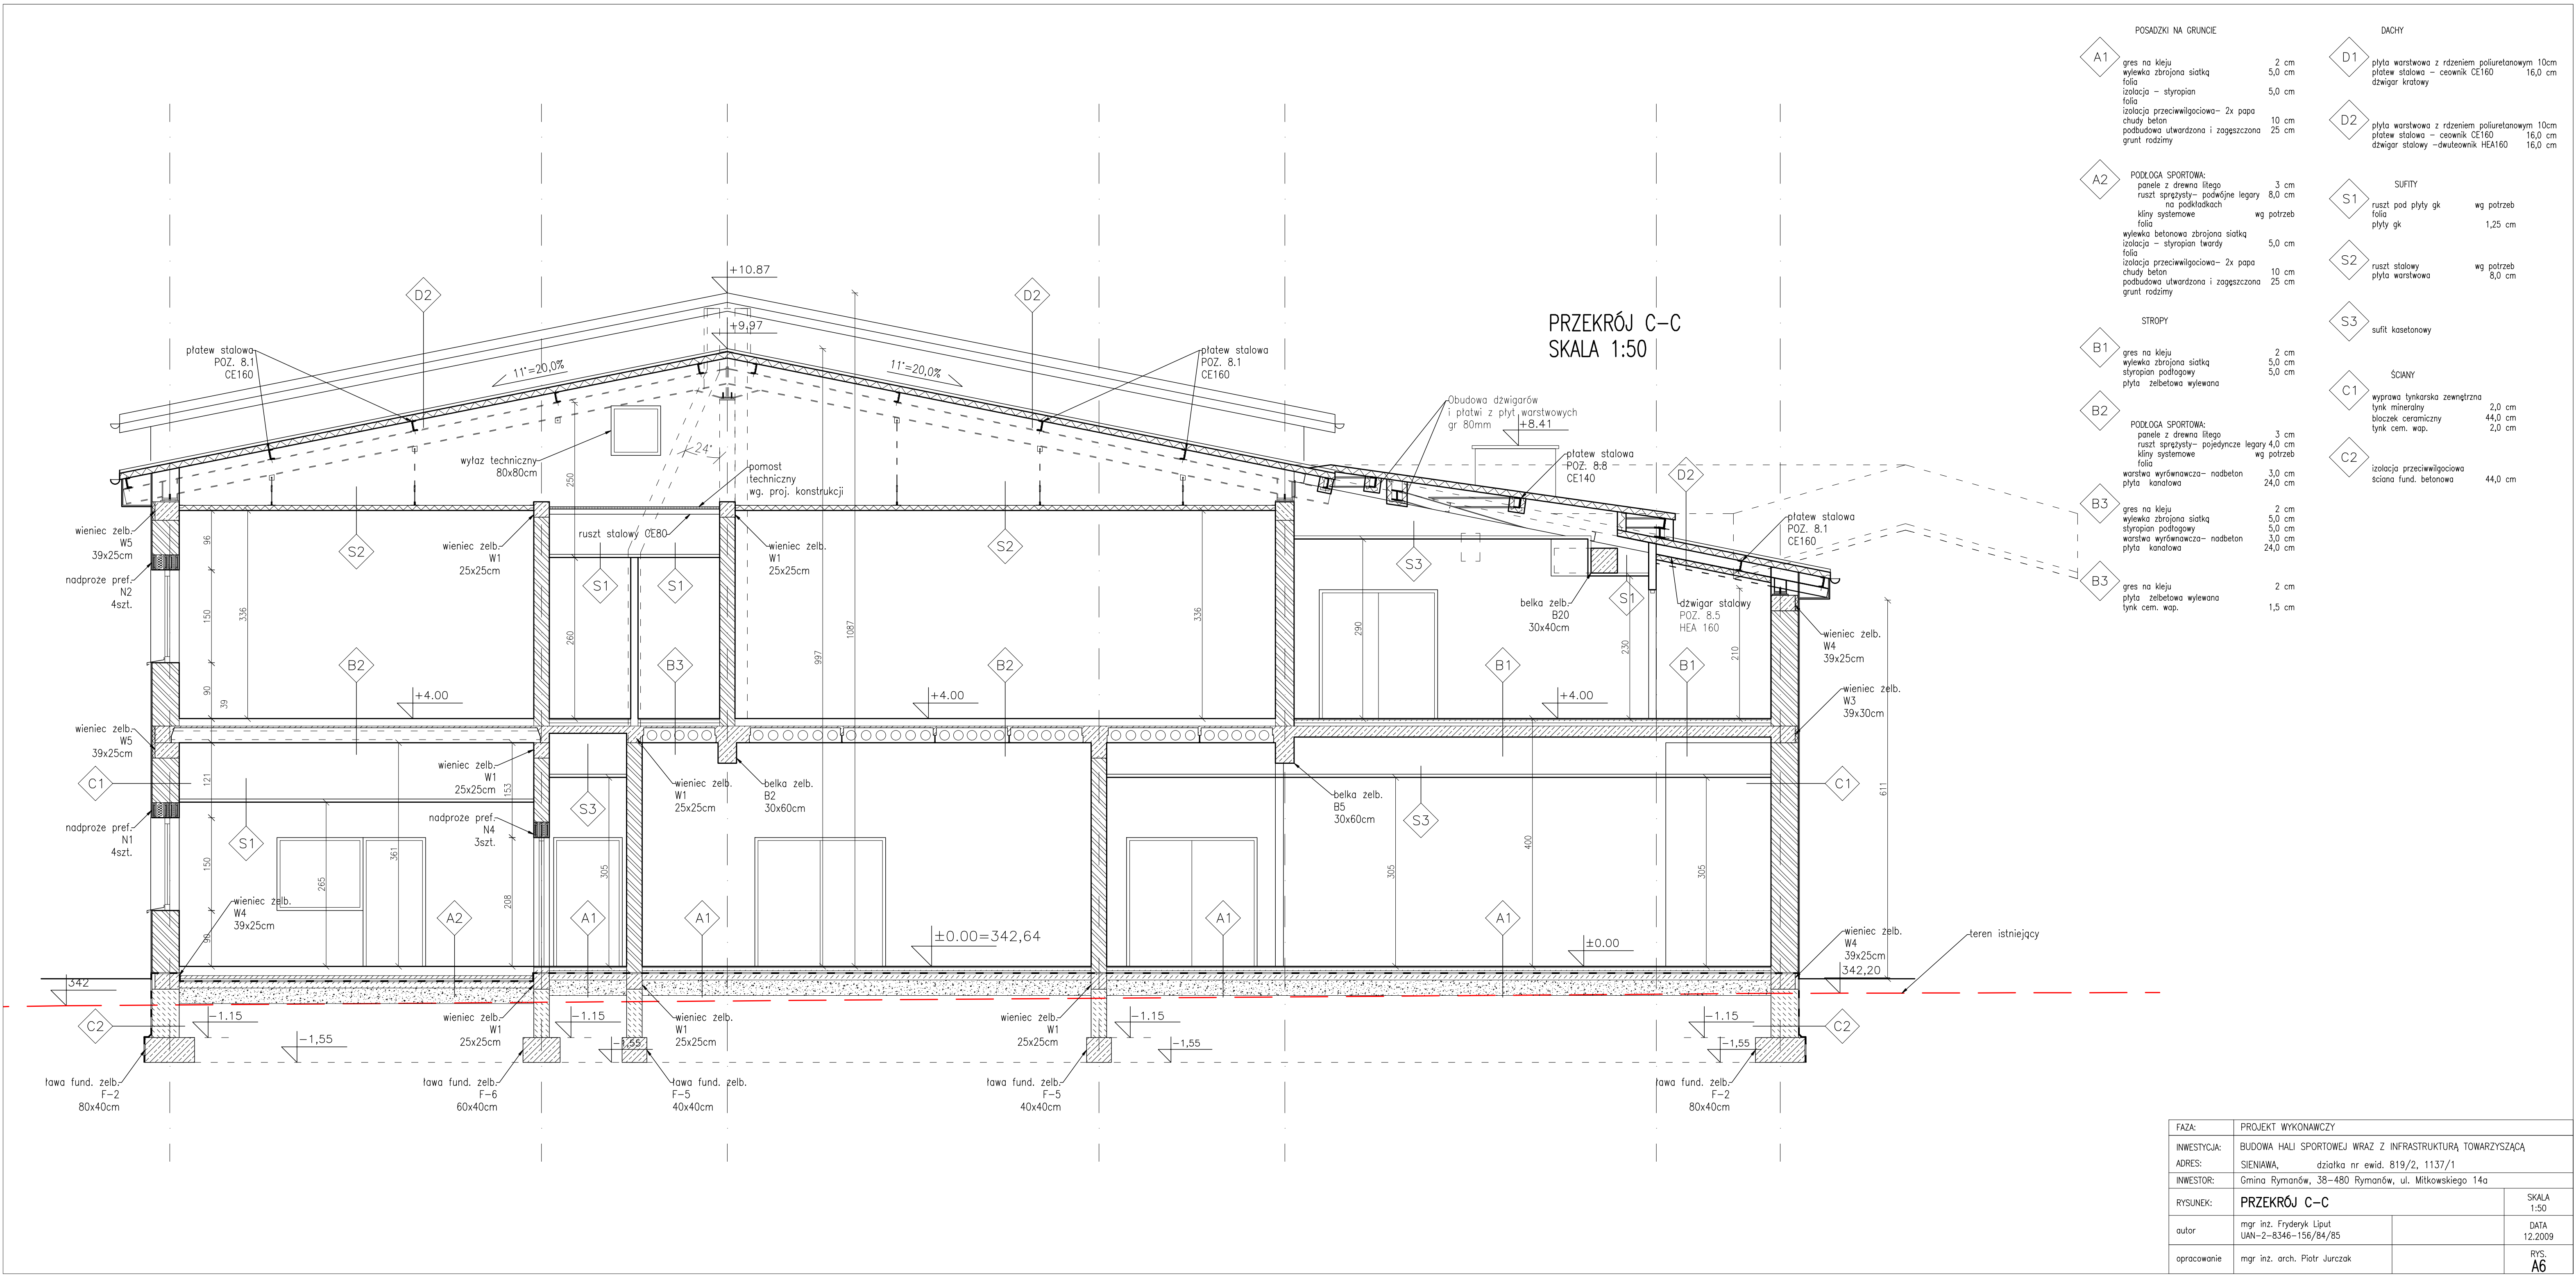 POSADZKI NA GRUNCIE
A1
gres na kleju 2 cm
wylewka zbrojona siatką 5,0 cm
folia
izolacja – styropian 5,0 cm
folia
izolacja przeciwwilgociowa– 2x papa
chudy beton 10 cm
podbudowa utwardzona i zagęszczona 25 cm
grunt rodzimy
A2
PODŁOGA SPORTOWA:
panele z drewna litego 3 cm
ruszt sprężysty– podwójne legary 8,0 cm
na podkładkach
kliny systemowe wg potrzeb
folia
wylewka betonowa zbrojona siatką
izolacja – styropian twardy 5,0 cm
folia
izolacja przeciwwilgociowa– 2x papa
chudy beton 10 cm
podbudowa utwardzona i zagęszczona 25 cm
grunt rodzimy
STROPY
B1
gres na kleju 2 cm
wylewka zbrojona siatką 5,0 cm
styropian podłogowy 5,0 cm
płyta żelbetowa wylewana
B2
PODŁOGA SPORTOWA:
panele z drewna litego 3 cm
ruszt sprężysty– pojedyncze legary 4,0 cm
kliny systemowe wg potrzeb
folia
warstwa wyrównawcza– nadbeton 3,0 cm
płyta kanałowa 24,0 cm
B3
gres na kleju 2 cm
wylewka zbrojona siatką 5,0 cm
styropian podłogowy 5,0 cm
warstwa wyrównawcza– nadbeton 3,0 cm
płyta kanałowa 24,0 cm
B3
gres na kleju 2 cm
płyta żelbetowa wylewana
tynk cem. wap. 1,5 cm
DACHY
D1
płyta warstwowa z rdzeniem poliuretanowym 10cm
płatew stalowa – ceownik CE160 16,0 cm
dźwigar kratowy
D2
płyta warstwowa z rdzeniem poliuretanowym 10cm
płatew stalowa – ceownik CE160 16,0 cm
dźwigar stalowy –dwuteownik HEA160 16,0 cm
SUFITY
S1
ruszt pod płyty gk wg potrzeb
folia
płyty gk 1,25 cm
S2
ruszt stalowy wg potrzeb
płyta warstwowa 8,0 cm
S3
sufit kasetonowy
ŚCIANY
C1
wyprawa tynkarska zewnętrzna
tynk mineralny 2,0 cm
bloczek ceramiczny 44,0 cm
tynk cem. wap. 2,0 cm
C2
izolacja przeciwwilgociowa
ściana fund. betonowa 44,0 cm
PRZEKRÓJ C–C
SKALA 1:50
+10.87
+9.97
D2
D2
płatew stalowa
POZ. 8.1
CE160
11°=20,0%
11°=20,0%
płatew stalowa
POZ. 8.1
CE160
Obudowa dźwigarów
i płatwi z płyt warstwowych
gr 80mm
+8.41
płatew stalowa
POZ. 8.8
CE140
D2
płatew stalowa
POZ. 8.1
CE160
wyłaz techniczny
80x80cm
24°
250
pomost
techniczny
wg. proj. konstrukcji
ruszt stalowy CE80
wieniec żelb.
W5
39x25cm
nadproże pref.
N2
4szt.
96
150
90
39
336
S2
wieniec żelb.
W1
25x25cm
wieniec żelb.
W1
25x25cm
S1
S1
S2
260
997
1087
336
290
S3
belka żelb.
B20
30x40cm
S1
230
dźwigar stalowy
POZ. 8.5
HEA 160
210
wieniec żelb.
W4
39x25cm
B2
B3
B2
B1
B1
+4.00
+4.00
+4.00
wieniec żelb.
W3
39x30cm
wieniec żelb.
W5
39x25cm
C1
121
150
90
nadproże pref.
N1
4szt.
S1
265
361
wieniec żelb.
W1
25x25cm
153
nadproże pref.
N4
3szt.
208
S3
305
wieniec żelb.
W1
25x25cm
belka żelb.
B2
30x60cm
belka żelb.
B5
30x60cm
S3
305
400
305
C1
611
wieniec żelb.
W4
39x25cm
A2
A1
A1
A1
A1
±0.00=342,64
±0.00
wieniec żelb.
W4
39x25cm
342,20
teren istniejący
342
C2
–1.15
–1,55
wieniec żelb.
W1
25x25cm
–1.15
–1,55
wieniec żelb.
W1
25x25cm
wieniec żelb.
W1
25x25cm
–1.15
–1,55
–1.15
–1,55
C2
ława fund. żelb.
F–2
80x40cm
ława fund. żelb.
F–6
60x40cm
ława fund. żelb.
F–5
40x40cm
ława fund. żelb.
F–5
40x40cm
ława fund. żelb.
F–2
80x40cm
FAZA: PROJEKT WYKONAWCZY
INWESTYCJA: BUDOWA HALI SPORTOWEJ WRAZ Z INFRASTRUKTURĄ TOWARZYSZĄCĄ
ADRES: SIENIAWA, działka nr ewid. 819/2, 1137/1
INWESTOR: Gmina Rymanów, 38–480 Rymanów, ul. Mitkowskiego 14a
RYSUNEK: PRZEKRÓJ C–C
SKALA
1:50
autor mgr inż. Fryderyk Liput
UAN–2–8346–156/84/85
DATA
12.2009
opracowanie mgr inż. arch. Piotr Jurczak
RYS.
A6